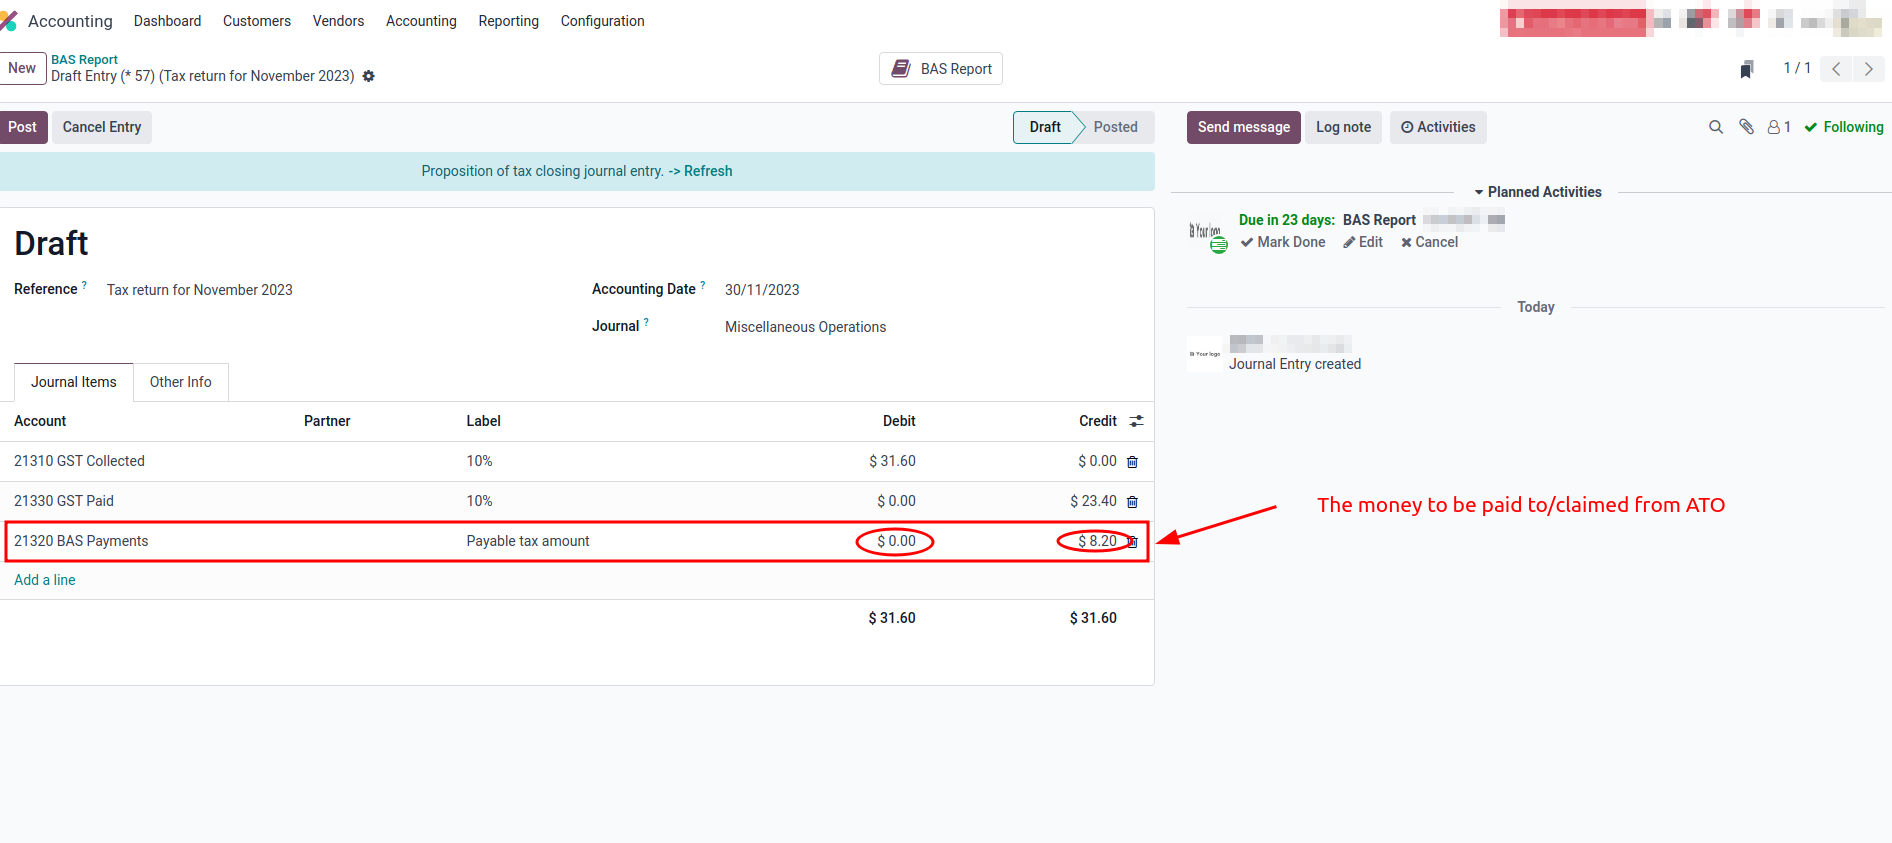 Accounting Dashboard Customers Vendors Accounting Reporting Configuration
New
BAS Report
Draft Entry (* 57) (Tax return for November 2023)
BAS Report
1 / 1
Post Cancel Entry
Draft Posted
Send message Log note Activities
1 Following
Proposition of tax closing journal entry. -> Refresh
Draft
Reference ? Tax return for November 2023
Accounting Date ? 30/11/2023
Journal ? Miscellaneous Operations
Journal Items Other Info
Account Partner Label Debit Credit
21310 GST Collected 10% $ 31.60 $ 0.00
21330 GST Paid 10% $ 0.00 $ 23.40
21320 BAS Payments Payable tax amount $ 0.00 $ 8.20
Add a line
$ 31.60 $ 31.60
Planned Activities
Your logo
Due in 23 days: BAS Report
Mark Done Edit Cancel
Today
Your logo
Journal Entry created
The money to be paid to/claimed from ATO